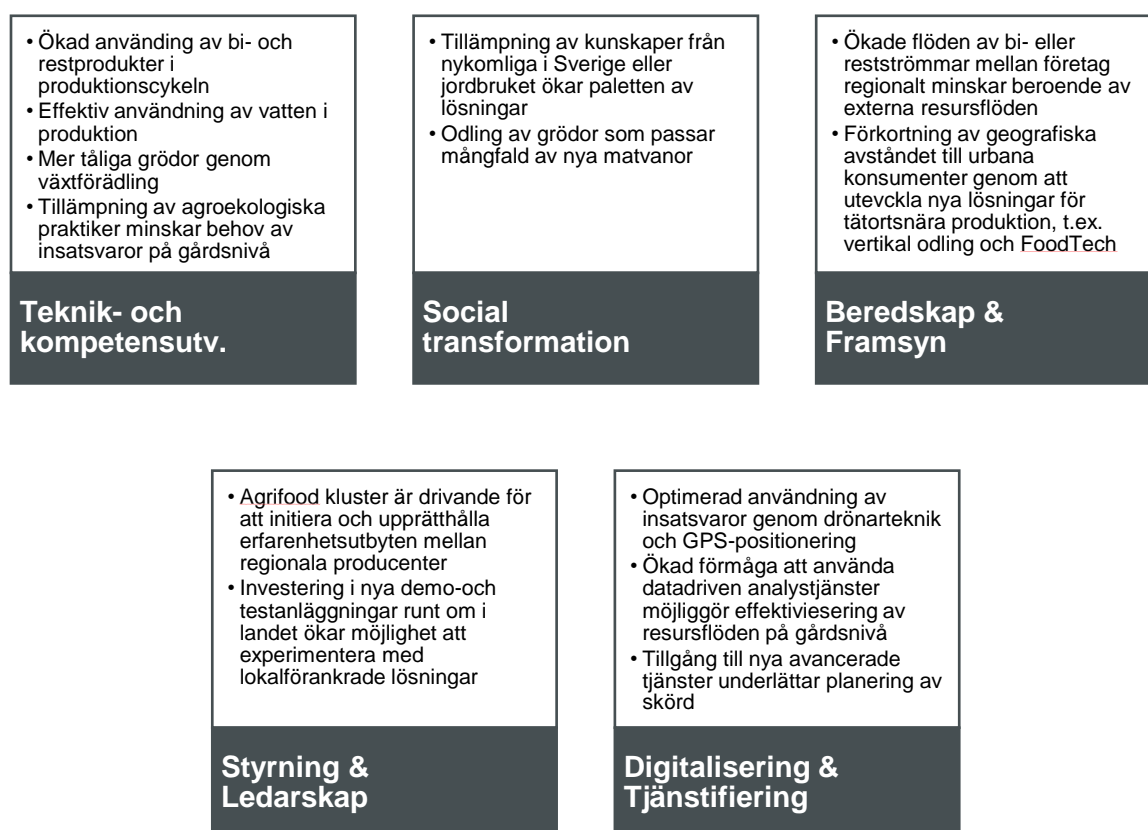 • Ökad använding av bi- och
restprodukter i
produktionscykeln
• Effektiv användning av vatten i
produktion
• Mer tåliga grödor genom
växtförädling
• Tillämpning av agroekologiska
praktiker minskar behov av
insatsvaror på gårdsnivå
Teknik- och
kompetensutv.
• Tillämpning av kunskaper från
nykomliga i Sverige eller
jordbruket ökar paletten av
lösningar
• Odling av grödor som passar
mångfald av nya matvanor
Social
transformation
• Ökade flöden av bi- eller
restströmmar mellan företag
regionalt minskar beroende av
externa resursflöden
• Förkortning av geografiska
avståndet till urbana
konsumenter genom att
utevckla nya lösningar för
tätortsnära produktion, t.ex.
vertikal odling och FoodTech
Beredskap &
Framsyn
• Agrifood kluster är drivande för
att initiera och upprätthålla
erfarenhetsutbyten mellan
regionala producenter
• Investering i nya demo-och
testanläggningar runt om i
landet ökar möjlighet att
experimentera med
lokalförankrade lösningar
Styrning &
Ledarskap
• Optimerad användning av
insatsvaror genom drönarteknik
och GPS-positionering
• Ökad förmåga att använda
datadriven analystjänster
möjliggör effektiviesering av
resursflöden på gårdsnivå
• Tillgång till nya avancerade
tjänster underlättar planering av
skörd
Digitalisering &
Tjänstifiering